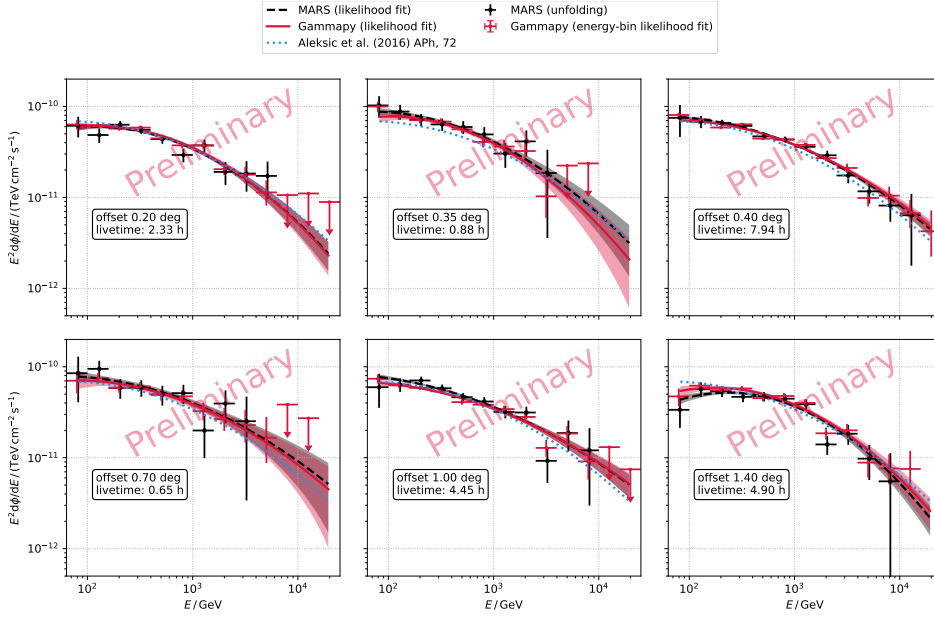 MARS (likelihood fit)
Gammapy (likelihood fit)
Aleksic et al. (2016) APh, 72
MARS (unfolding)
Gammapy (energy-bin likelihood fit)
E² dϕ/dE / (TeV cm⁻² s⁻¹)
10⁻¹⁰
10⁻¹¹
10⁻¹²
Preliminary
offset 0.20 deg
livetime: 2.33 h
Preliminary
offset 0.35 deg
livetime: 0.88 h
Preliminary
offset 0.40 deg
livetime: 7.94 h
E² dϕ/dE / (TeV cm⁻² s⁻¹)
10⁻¹⁰
10⁻¹¹
10⁻¹²
Preliminary
offset 0.70 deg
livetime: 0.65 h
Preliminary
offset 1.00 deg
livetime: 4.45 h
Preliminary
offset 1.40 deg
livetime: 4.90 h
10² 10³ 10⁴
10² 10³ 10⁴
10² 10³ 10⁴
E / GeV
E / GeV
E / GeV